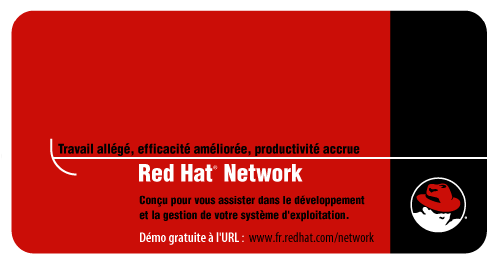 Travail allégé, efficacité améliorée, productivité accrue
Red Hat® Network
Conçu pour vous assister dans le développement
et la gestion de votre système d'exploitation.
Démo gratuite à l'URL : www.fr.redhat.com/network